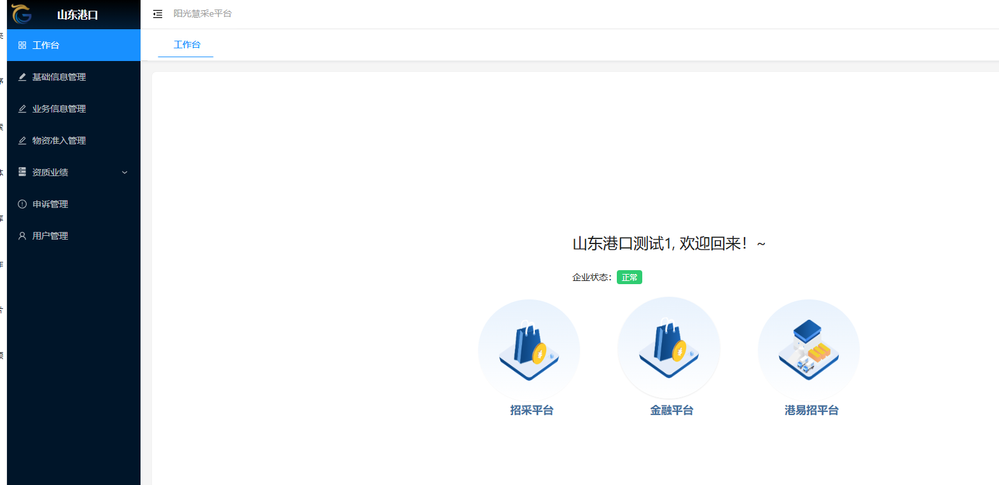 山东港口
阳光慧采e平台
工作台
工作台
基础信息管理
业务信息管理
物资准入管理
资质业绩
申诉管理
用户管理
山东港口测试1, 欢迎回来！~
企业状态：
正常
招采平台
金融平台
港易招平台